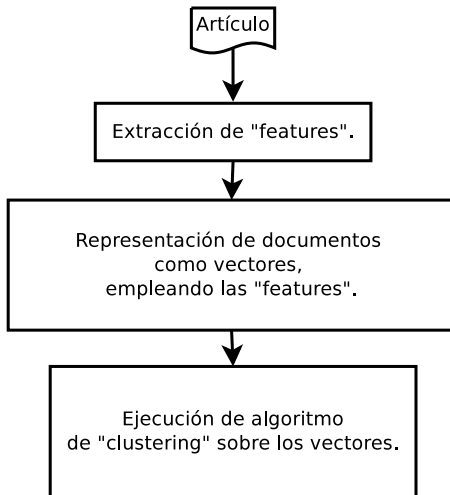 Artículo
Extracción de "features".
Representación de documentos
como vectores,
empleando las "features".
Ejecución de algoritmo
de "clustering" sobre los vectores.